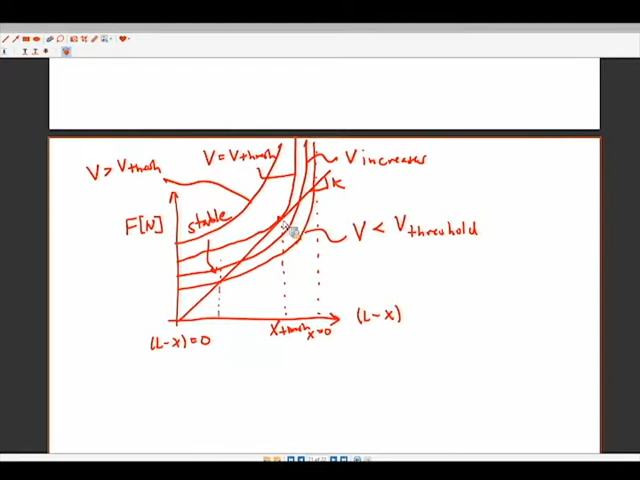 V > Vthresh
V = Vthresh
V increases
k
F[N]
stable
V < Vthreshold
(L-x)=0
Xthresh
x=0
(L-x)